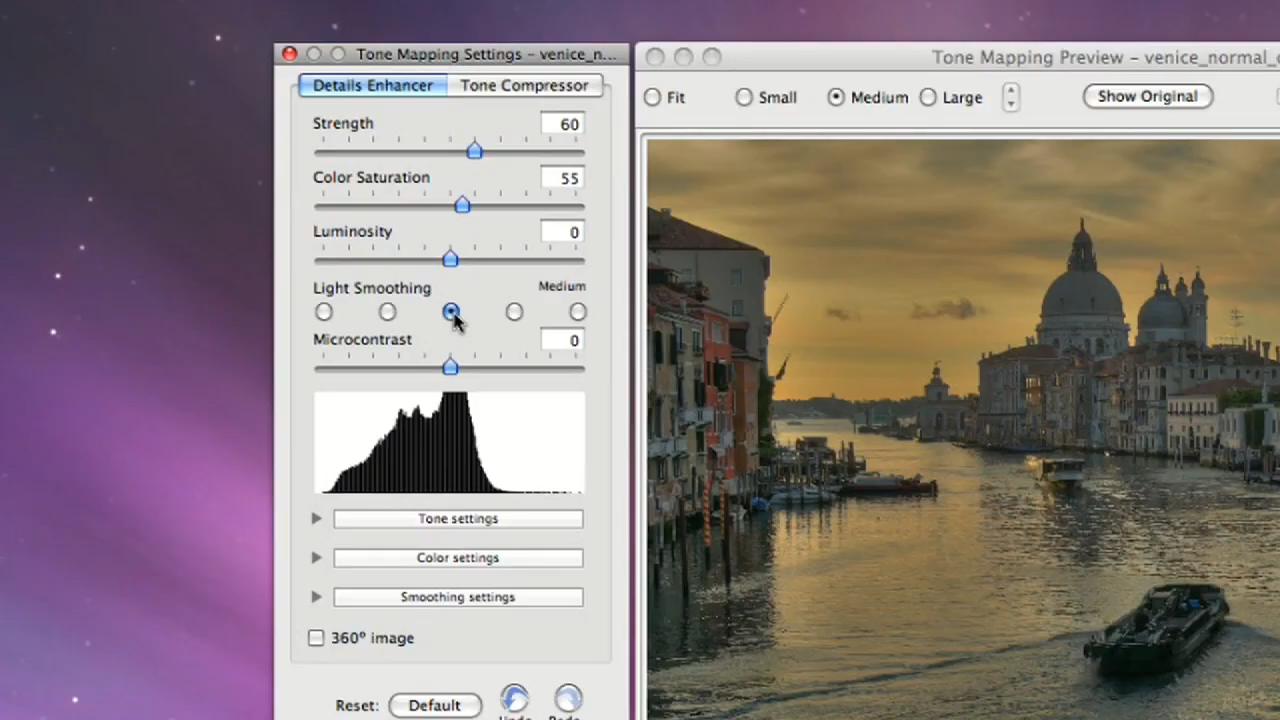 Tone Mapping Settings – venice_n...
Details Enhancer Tone Compressor
Strength 60
Color Saturation 55
Luminosity 0
Light Smoothing Medium
Microcontrast 0
Tone settings
Color settings
Smoothing settings
360° image
Reset: Default Undo Redo
Tone Mapping Preview – venice_normal_
Fit Small Medium Large Show Original